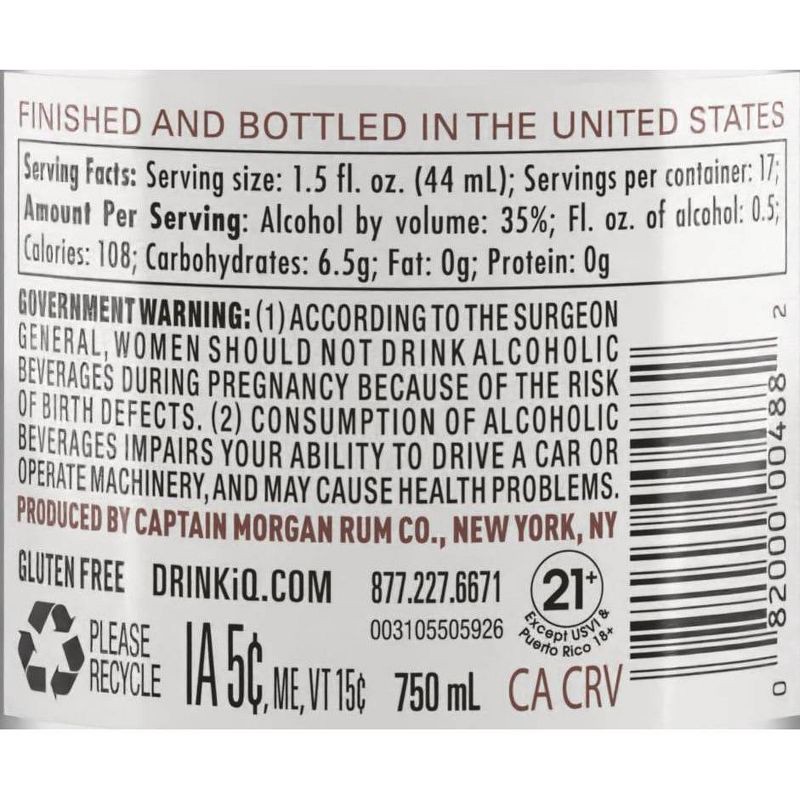 FINISHED AND BOTTLED IN THE UNITED STATES
Serving Facts: Serving size: 1.5 fl. oz. (44 mL); Servings per container: 17;
Amount Per Serving: Alcohol by volume: 35%; Fl. oz. of alcohol: 0.5;
Calories: 108; Carbohydrates: 6.5g; Fat: 0g; Protein: 0g
GOVERNMENT WARNING: (1) ACCORDING TO THE SURGEON
GENERAL, WOMEN SHOULD NOT DRINK ALCOHOLIC
BEVERAGES DURING PREGNANCY BECAUSE OF THE RISK
OF BIRTH DEFECTS. (2) CONSUMPTION OF ALCOHOLIC
BEVERAGES IMPAIRS YOUR ABILITY TO DRIVE A CAR OR
OPERATE MACHINERY, AND MAY CAUSE HEALTH PROBLEMS.
PRODUCED BY CAPTAIN MORGAN RUM CO., NEW YORK, NY
GLUTEN FREE DRINKiQ.COM 877.227.6671
003105505926
21+
Except USVI &
Puerto Rico 18+
PLEASE
RECYCLE
IA 5¢, ME, VT 15¢ 750 mL CA CRV
0 82000 00488 2